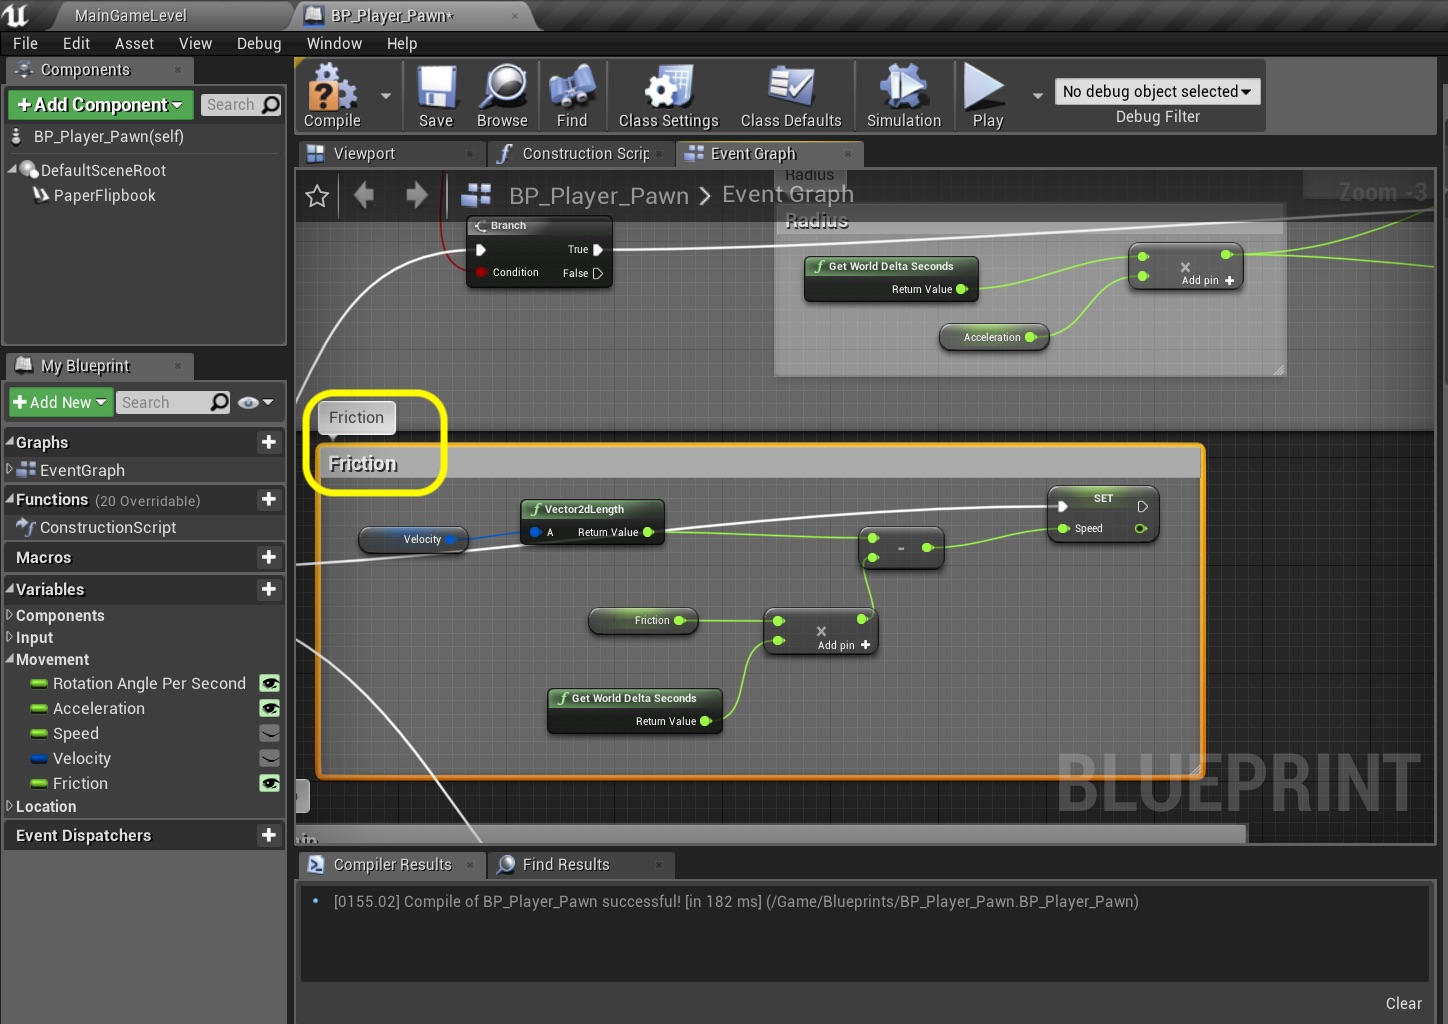 MainGameLevel
BP_Player_Pawn*
File Edit Asset View Debug Window Help
Components
+Add Component
Search
BP_Player_Pawn(self)
DefaultSceneRoot
PaperFlipbook
My Blueprint
+Add New
Search
Graphs
EventGraph
Functions (20 Overridable)
ConstructionScript
Macros
Variables
Components
Input
Movement
Rotation Angle Per Second
Acceleration
Speed
Velocity
Friction
Location
Event Dispatchers
Compile
Save
Browse
Find
Class Settings
Class Defaults
Simulation
Play
No debug object selected
Debug Filter
Viewport
Construction Scrip
Event Graph
BP_Player_Pawn > Event Graph
Zoom -3
Radius
Radius
Branch
True
Condition
False
Get World Delta Seconds
Return Value
Add pin
Acceleration
Friction
Friction
Velocity
Vector2dLength
A Return Value
-
SET
Speed
Friction
Add pin
Get World Delta Seconds
Return Value
BLUEPRINT
Compiler Results
Find Results
[0155.02] Compile of BP_Player_Pawn successful! [in 182 ms] (/Game/Blueprints/BP_Player_Pawn.BP_Player_Pawn)
Clear